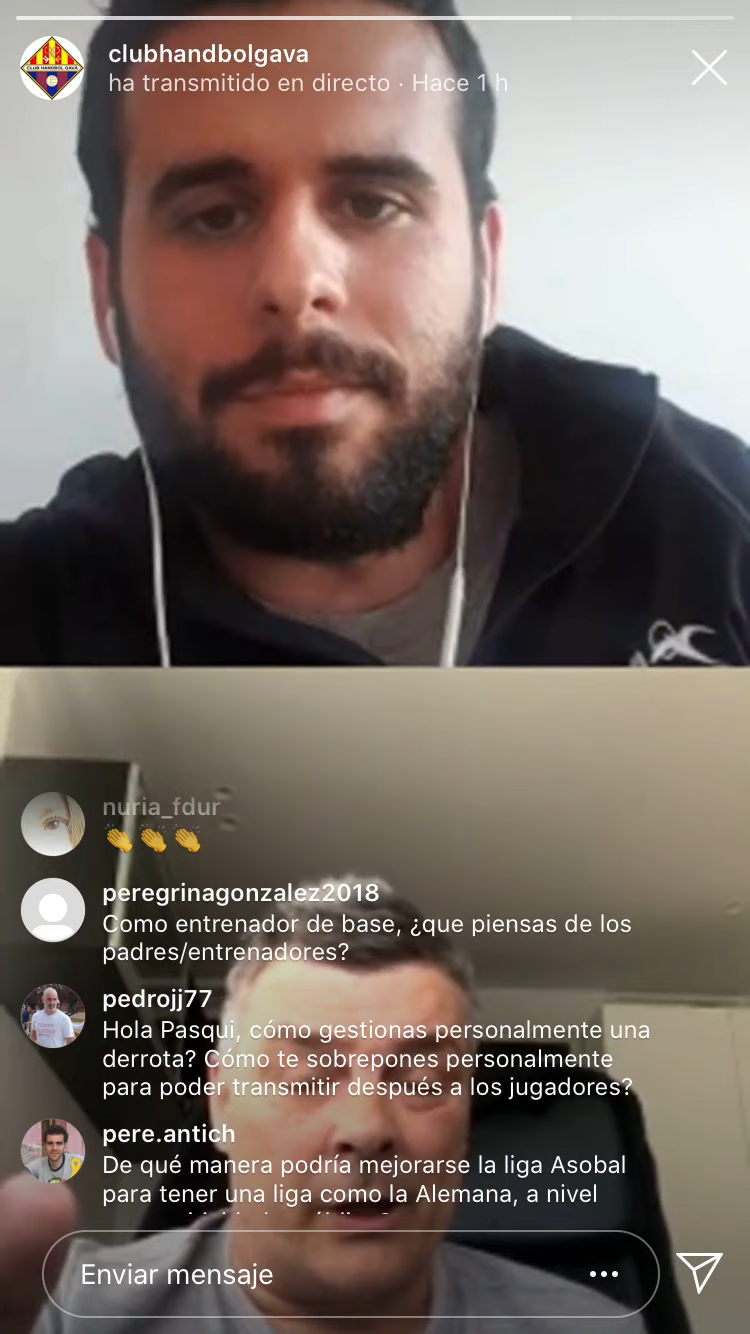 clubhandbolgava
ha transmitido en directo · Hace 1 h
CLUB HANDBOL GAVA
nuria_fdur
👏👏👏
peregrinagonzalez2018
Como entrenador de base, ¿que piensas de los
padres/entrenadores?
pedrojj77
Hola Pasqui, cómo gestionas personalmente una
derrota? Cómo te sobrepones personalmente
para poder transmitir después a los jugadores?
pere.antich
De qué manera podría mejorarse la liga Asobal
para tener una liga como la Alemana, a nivel
Enviar mensaje